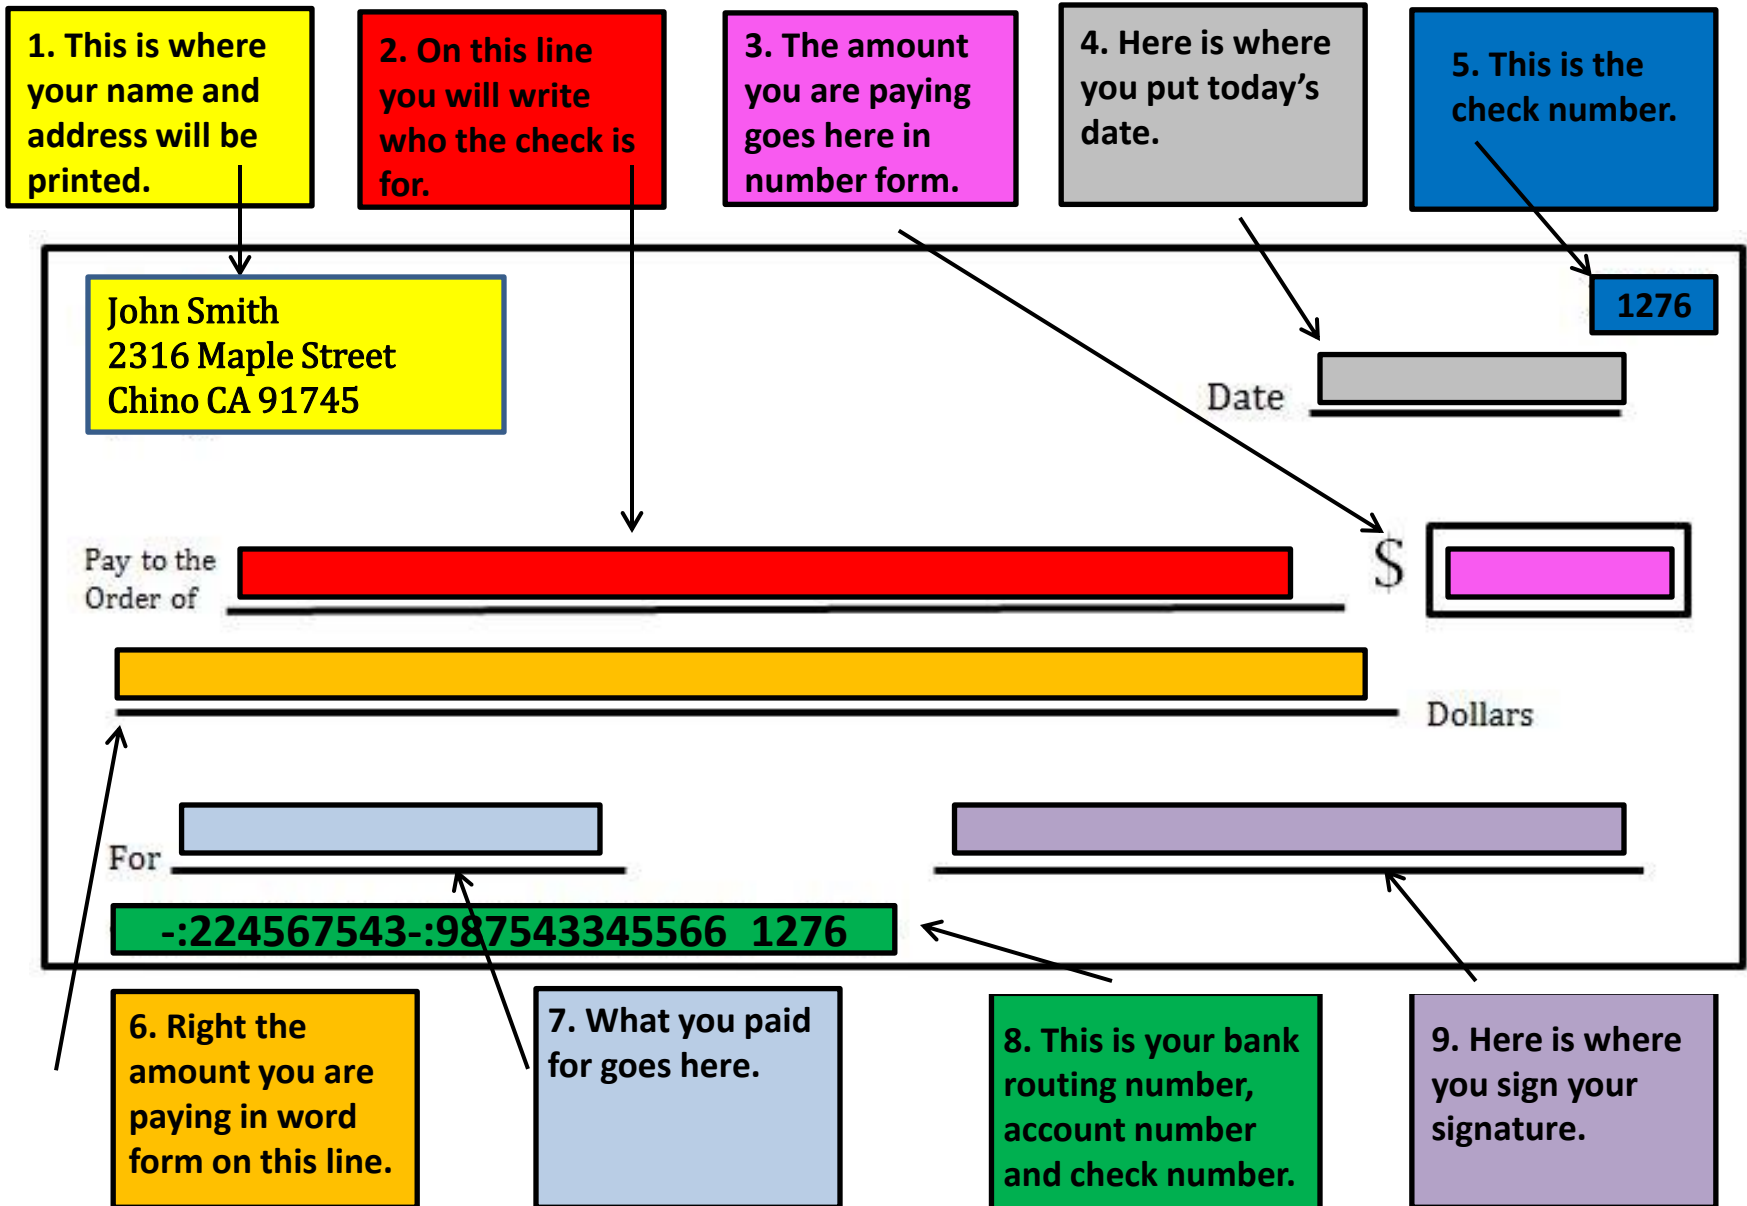 1. This is where
your name and
address will be
printed.
2. On this line
you will write
who the check is
for.
3. The amount
you are paying
goes here in
number form.
4. Here is where
you put today’s
date.
5. This is the
check number.
John Smith
2316 Maple Street
Chino CA 91745
1276
Date
Pay to the
Order of
$
Dollars
For
-:224567543-:987543345566 1276
6. Right the
amount you are
paying in word
form on this line.
7. What you paid
for goes here.
8. This is your bank
routing number,
account number
and check number.
9. Here is where
you sign your
signature.